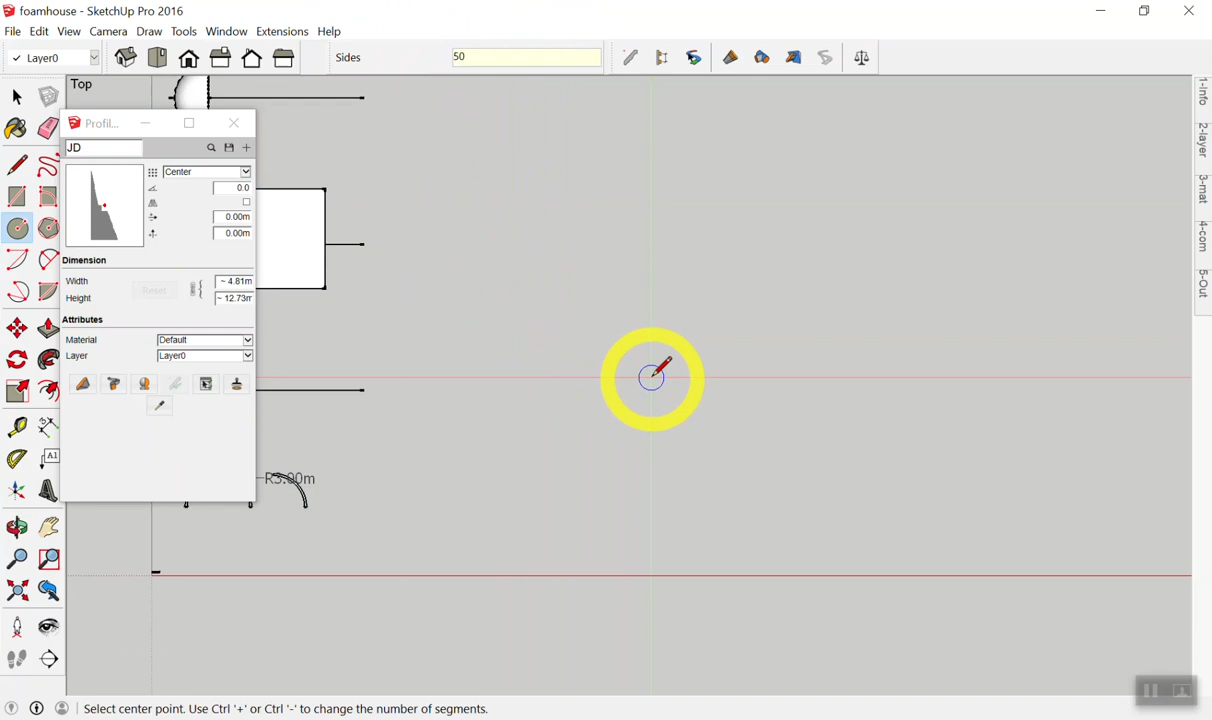 foamhouse - SketchUp Pro 2016
File Edit View Camera Draw Tools Window Extensions Help
Layer0
Sides
50
Top
1-Info
2-layer
3-mat
4-com
5-Out
Profil...
JD
Center
0.0
0.00m
0.00m
Dimension
Width ~ 4.81m
Reset
Height ~ 12.73m
Attributes
Material Default
Layer Layer0
A1
R3.00m
Select center point. Use Ctrl '+' or Ctrl '-' to change the number of segments.